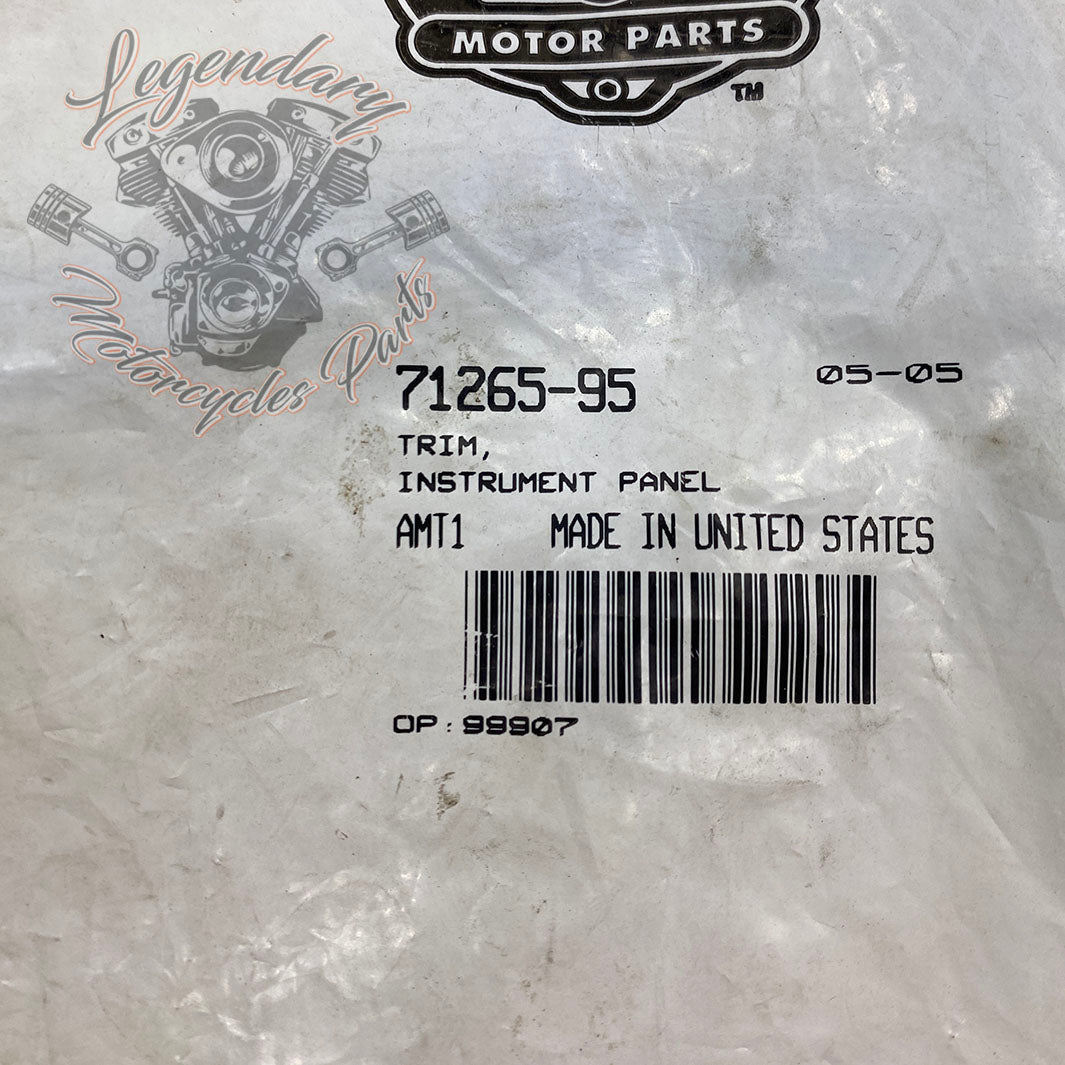 MOTOR PARTS
TM
Legendary
Motorcycles Parts
71265-95 05-05
TRIM,
INSTRUMENT PANEL
AMT1 MADE IN UNITED STATES
OP: 99907